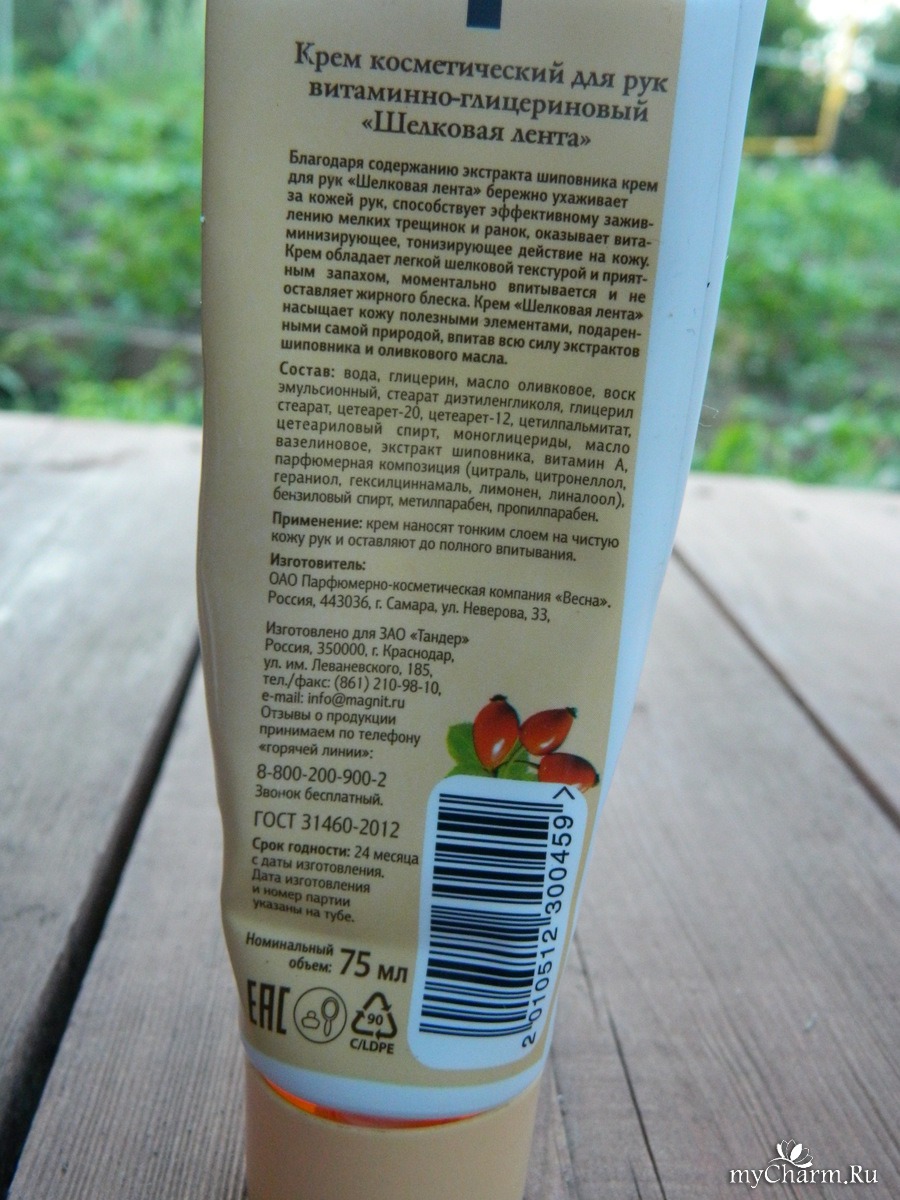 Крем косметический для рук
витаминно-глицериновый
«Шелковая лента»
Благодаря содержанию экстракта шиповника крем
для рук «Шелковая лента» бережно ухаживает
за кожей рук, способствует эффективному зажив-
лению мелких трещинок и ранок, оказывает вита-
минизирующее, тонизирующее действие на кожу.
Крем обладает легкой шелковой текстурой и прият-
ным запахом, моментально впитывается и не
оставляет жирного блеска. Крем «Шелковая лента»
насыщает кожу полезными элементами, подарен-
ными самой природой, впитав всю силу экстрактов
шиповника и оливкового масла.
Состав: вода, глицерин, масло оливковое, воск
эмульсионный, стеарат диэтиленгликоля, глицерил
стеарат, цетеарет-20, цетеарет-12, цетилпальмитат,
цетеариловый спирт, моноглицериды, масло
вазелиновое, экстракт шиповника, витамин А,
парфюмерная композиция (цитраль, цитронеллол,
гераниол, гексилциннамаль, лимонен, линалоол),
бензиловый спирт, метилпарабен, пропилпарабен.
Применение: крем наносят тонким слоем на чистую
кожу рук и оставляют до полного впитывания.
Изготовитель:
ОАО Парфюмерно-косметическая компания «Весна».
Россия, 443036, г. Самара, ул. Неверова, 33,
Изготовлено для ЗАО «Тандер»
Россия, 350000, г. Краснодар,
ул. им. Леваневского, 185,
тел./факс: (861) 210-98-10,
e-mail: info@magnit.ru
Отзывы о продукции
принимаем по телефону
«горячей линии»:
8-800-200-900-2
Звонок бесплатный.
ГОСТ 31460-2012
Срок годности: 24 месяца
с даты изготовления.
Дата изготовления
и номер партии
указаны на тубе.
Номинальный
объем: 75 мл
EAC
90
C/LDPE
2 010512 300459 >
myCharm.Ru